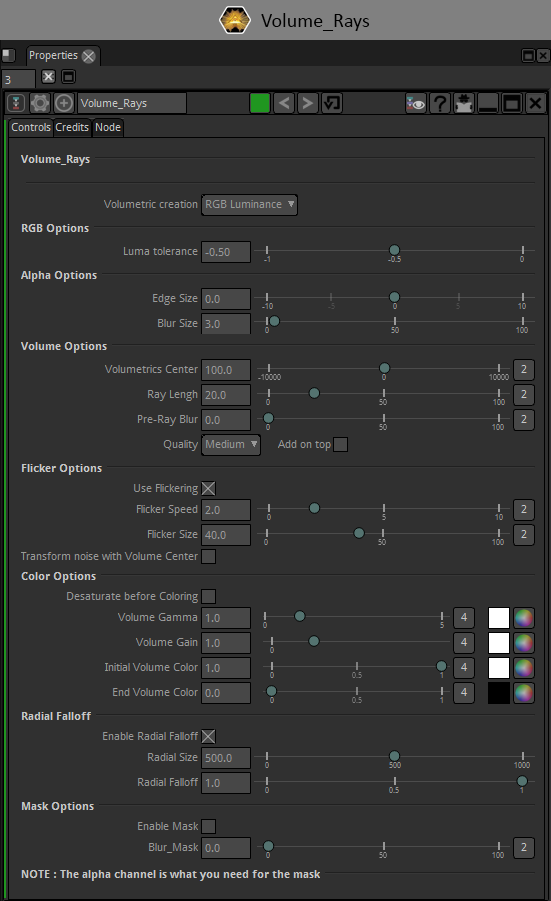 Volume_Rays
Properties
3
Volume_Rays
Controls Credits Node
Volume_Rays
Volumetric creation RGB Luminance
RGB Options
Luma tolerance -0.50
-1 -0.5 0
Alpha Options
Edge Size 0.0
-10 -5 0 5 10
Blur Size 3.0
0 50 100
Volume Options
Volumetrics Center 100.0 2
-10000 0 10000
Ray Lengh 20.0 2
0 50 100
Pre-Ray Blur 0.0 2
0 50 100
Quality Medium Add on top
Flicker Options
Use Flickering
Flicker Speed 2.0 2
0 5 10
Flicker Size 40.0 2
0 50 100
Transform noise with Volume Center
Color Options
Desaturate before Coloring
Volume Gamma 1.0 4
0 5
Volume Gain 1.0 4
0
Initial Volume Color 1.0 4
0 0.5 1
End Volume Color 0.0 4
0 0.5 1
Radial Falloff
Enable Radial Falloff
Radial Size 500.0
0 500 1000
Radial Falloff 1.0
0 0.5 1
Mask Options
Enable Mask
Blur_Mask 0.0 2
0 50 100
NOTE : The alpha channel is what you need for the mask